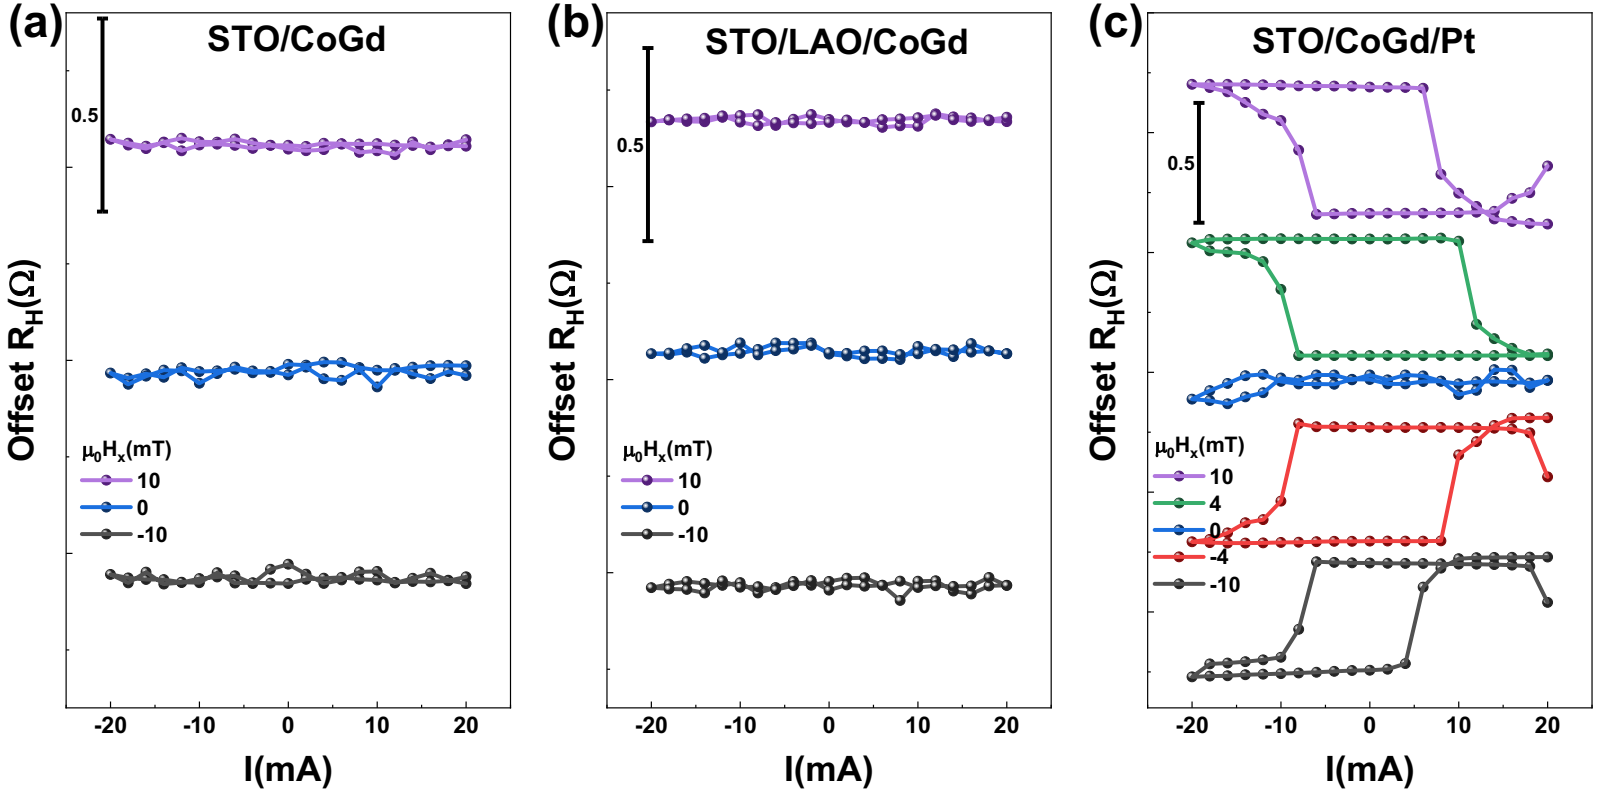 (a)
STO/CoGd
0.5
Offset R_H(Ω)
μ₀Hₓ(mT)
10
0
-10
-20 -10 0 10 20
I(mA)
(b)
STO/LAO/CoGd
0.5
Offset R_H(Ω)
μ₀Hₓ(mT)
10
0
-10
-20 -10 0 10 20
I(mA)
(c)
STO/CoGd/Pt
0.5
Offset R_H(Ω)
μ₀Hₓ(mT)
10
4
0
-4
-10
-20 -10 0 10 20
I(mA)